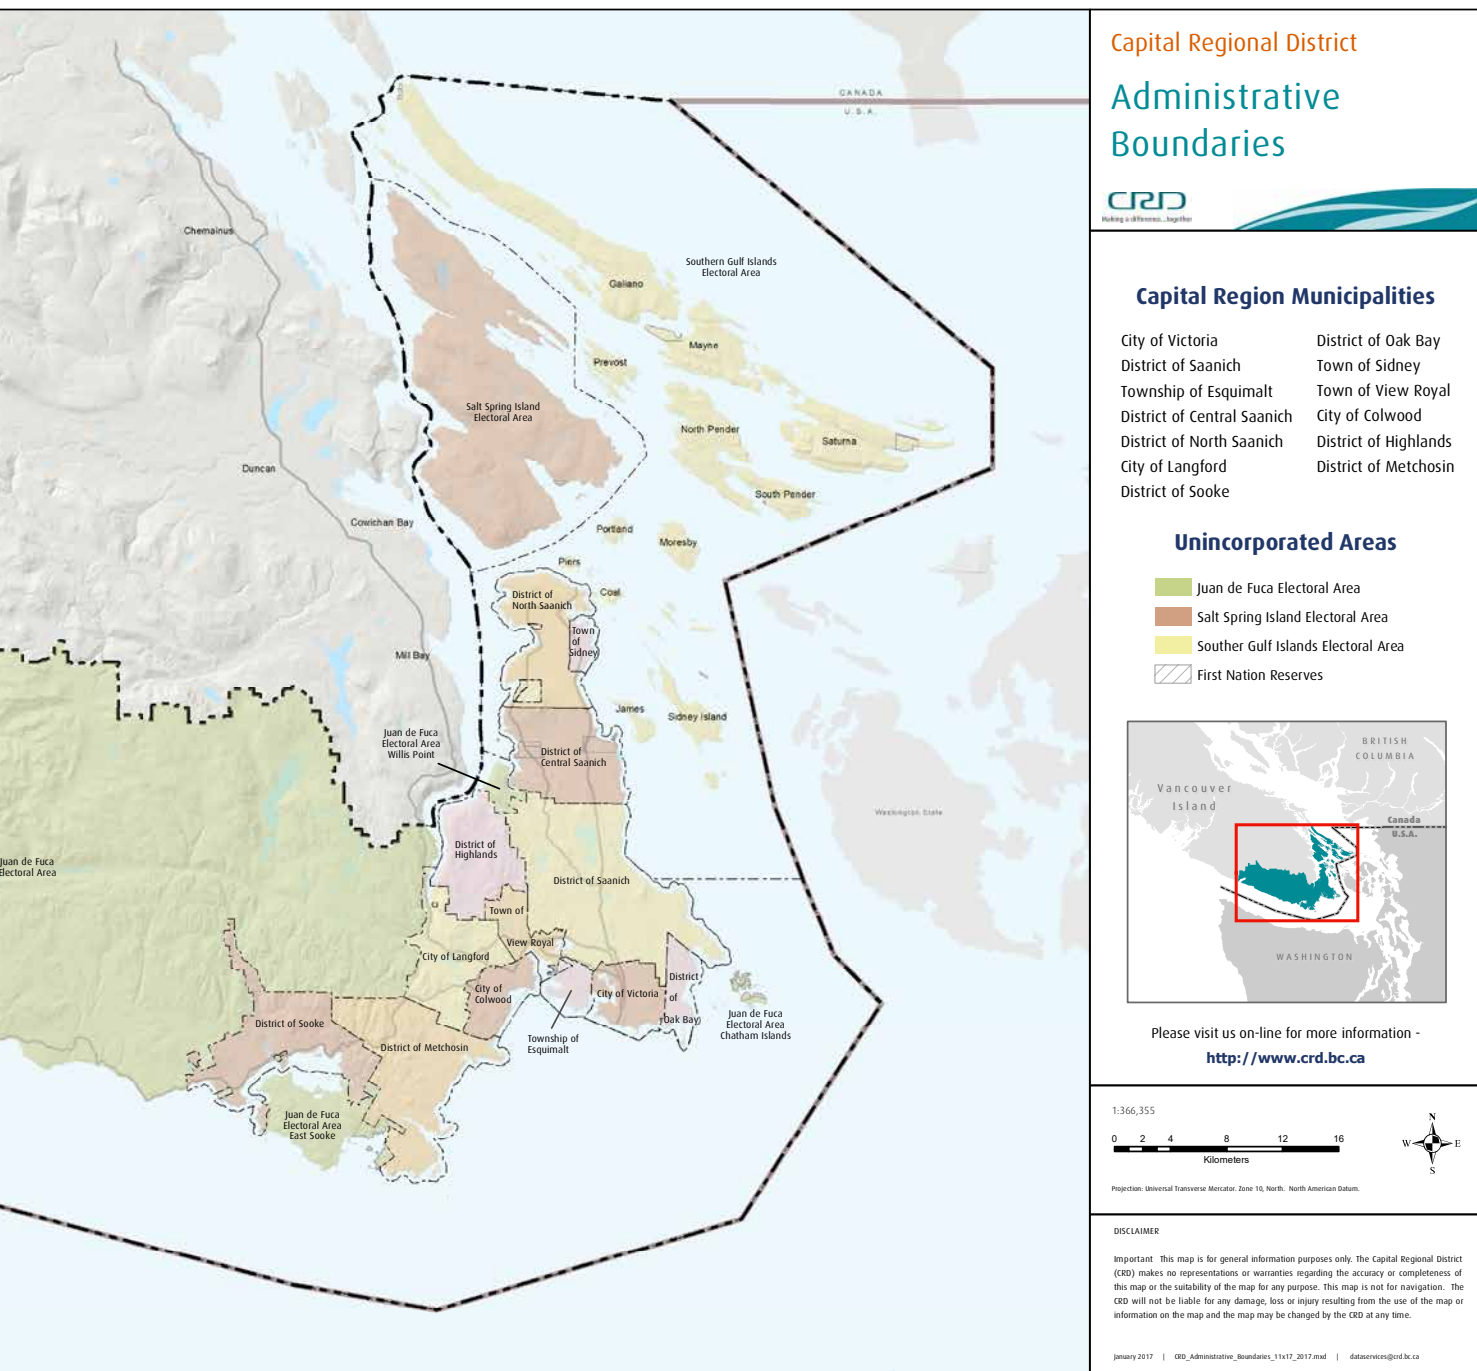 Capital Regional District
Administrative
Boundaries
CRD
Making a difference...together
Capital Region Municipalities
City of Victoria
District of Saanich
Township of Esquimalt
District of Central Saanich
District of North Saanich
City of Langford
District of Sooke
District of Oak Bay
Town of Sidney
Town of View Royal
City of Colwood
District of Highlands
District of Metchosin
Unincorporated Areas
Juan de Fuca Electoral Area
Salt Spring Island Electoral Area
Souther Gulf Islands Electoral Area
First Nation Reserves
BRITISH
COLUMBIA
Vancouver
Island
Canada
U.S.A.
WASHINGTON
Please visit us on-line for more information -
http://www.crd.bc.ca
1:366,355
0 2 4 8 12 16
Kilometers
N
W E
S
Projection: Universal Transverse Mercator. Zone 10, North. North American Datum.
DISCLAIMER
Important This map is for general information purposes only. The Capital Regional District
(CRD) makes no representations or warranties regarding the accuracy or completeness of
this map or the suitability of the map for any purpose. This map is not for navigation. The
CRD will not be liable for any damage, loss or injury resulting from the use of the map or
information on the map and the map may be changed by the CRD at any time.
January 2017 | CRD_Administrative_Boundaries_11x17_2017.mxd | dataservices@crd.bc.ca
CANADA
U.S.A.
Chemainus
Southern Gulf Islands
Electoral Area
Galiano
Mayne
Prevost
Salt Spring Island
Electoral Area
North Pender
Saturna
Duncan
South Pender
Cowichan Bay
Portland
Moresby
Piers
Coal
District of
North Saanich
Town
of
Sidney
Mill Bay
James
Sidney Island
Juan de Fuca
Electoral Area
Willis Point
District of
Central Saanich
Washington State
District of
Highlands
Juan de Fuca
Electoral Area
District of Saanich
Town of
View Royal
City of Langford
City of
Colwood
City of Victoria
District
of
Oak Bay
Juan de Fuca
Electoral Area
Chatham Islands
District of Sooke
Township of
Esquimalt
District of Metchosin
Juan de Fuca
Electoral Area
East Sooke